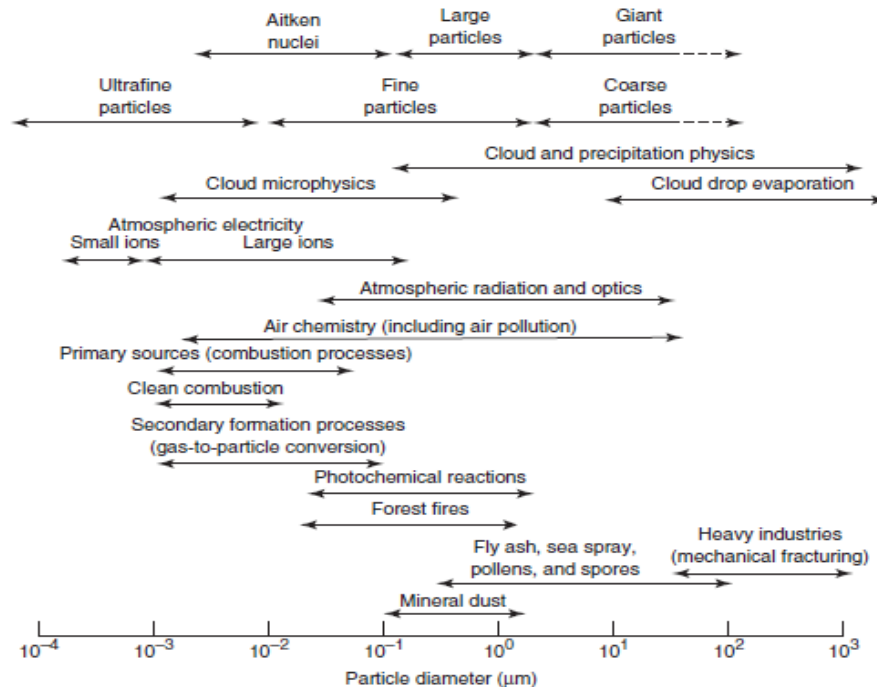 Aitken
nuclei
Large
particles
Giant
particles
Ultrafine
particles
Fine
particles
Coarse
particles
Cloud and precipitation physics
Cloud microphysics
Cloud drop evaporation
Atmospheric electricity
Small ions
Large ions
Atmospheric radiation and optics
Air chemistry (including air pollution)
Primary sources (combustion processes)
Clean combustion
Secondary formation processes
(gas-to-particle conversion)
Photochemical reactions
Forest fires
Heavy industries
(mechanical fracturing)
Fly ash, sea spray,
pollens, and spores
Mineral dust
10⁻⁴ 10⁻³ 10⁻² 10⁻¹ 10⁰ 10¹ 10² 10³
Particle diameter (μm)